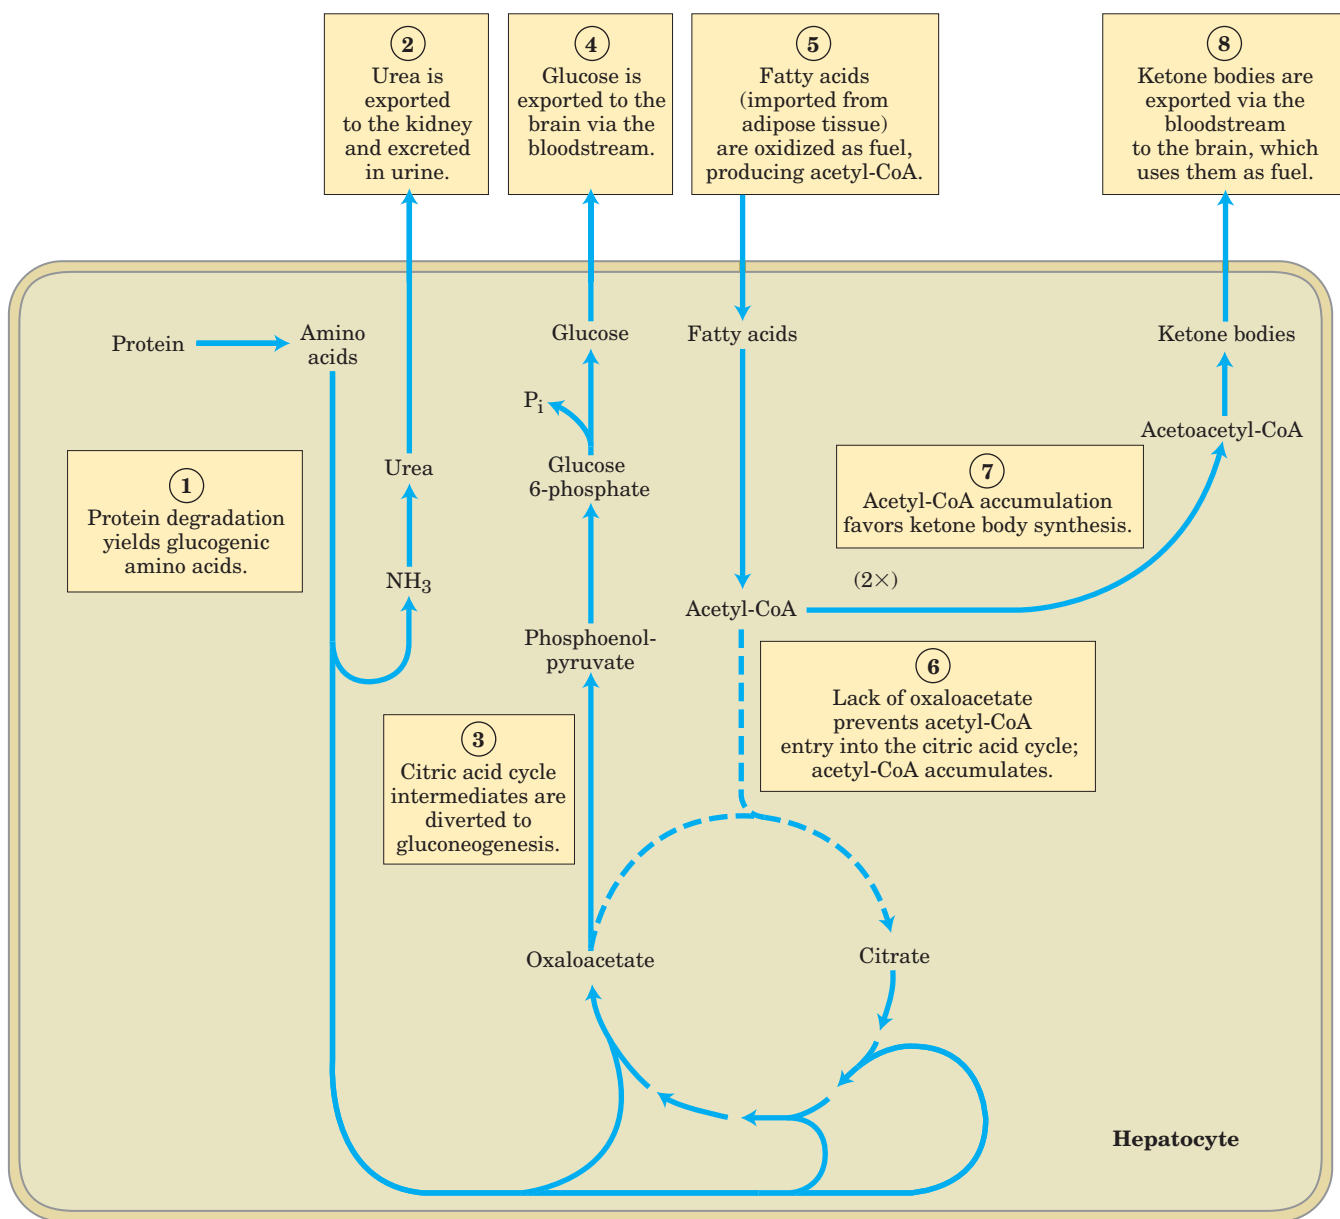 2
Urea is
exported
to the kidney
and excreted
in urine.
4
Glucose is
exported to the
brain via the
bloodstream.
5
Fatty acids
(imported from
adipose tissue)
are oxidized as fuel,
producing acetyl-CoA.
8
Ketone bodies are
exported via the
bloodstream
to the brain, which
uses them as fuel.
Protein
Amino
acids
Glucose
Fatty acids
Ketone bodies
Pi
Acetoacetyl-CoA
1
Protein degradation
yields glucogenic
amino acids.
Urea
Glucose
6-phosphate
7
Acetyl-CoA accumulation
favors ketone body synthesis.
NH3
(2×)
Acetyl-CoA
Phosphoenol-
pyruvate
6
Lack of oxaloacetate
prevents acetyl-CoA
entry into the citric acid cycle;
acetyl-CoA accumulates.
3
Citric acid cycle
intermediates are
diverted to
gluconeogenesis.
Oxaloacetate
Citrate
Hepatocyte